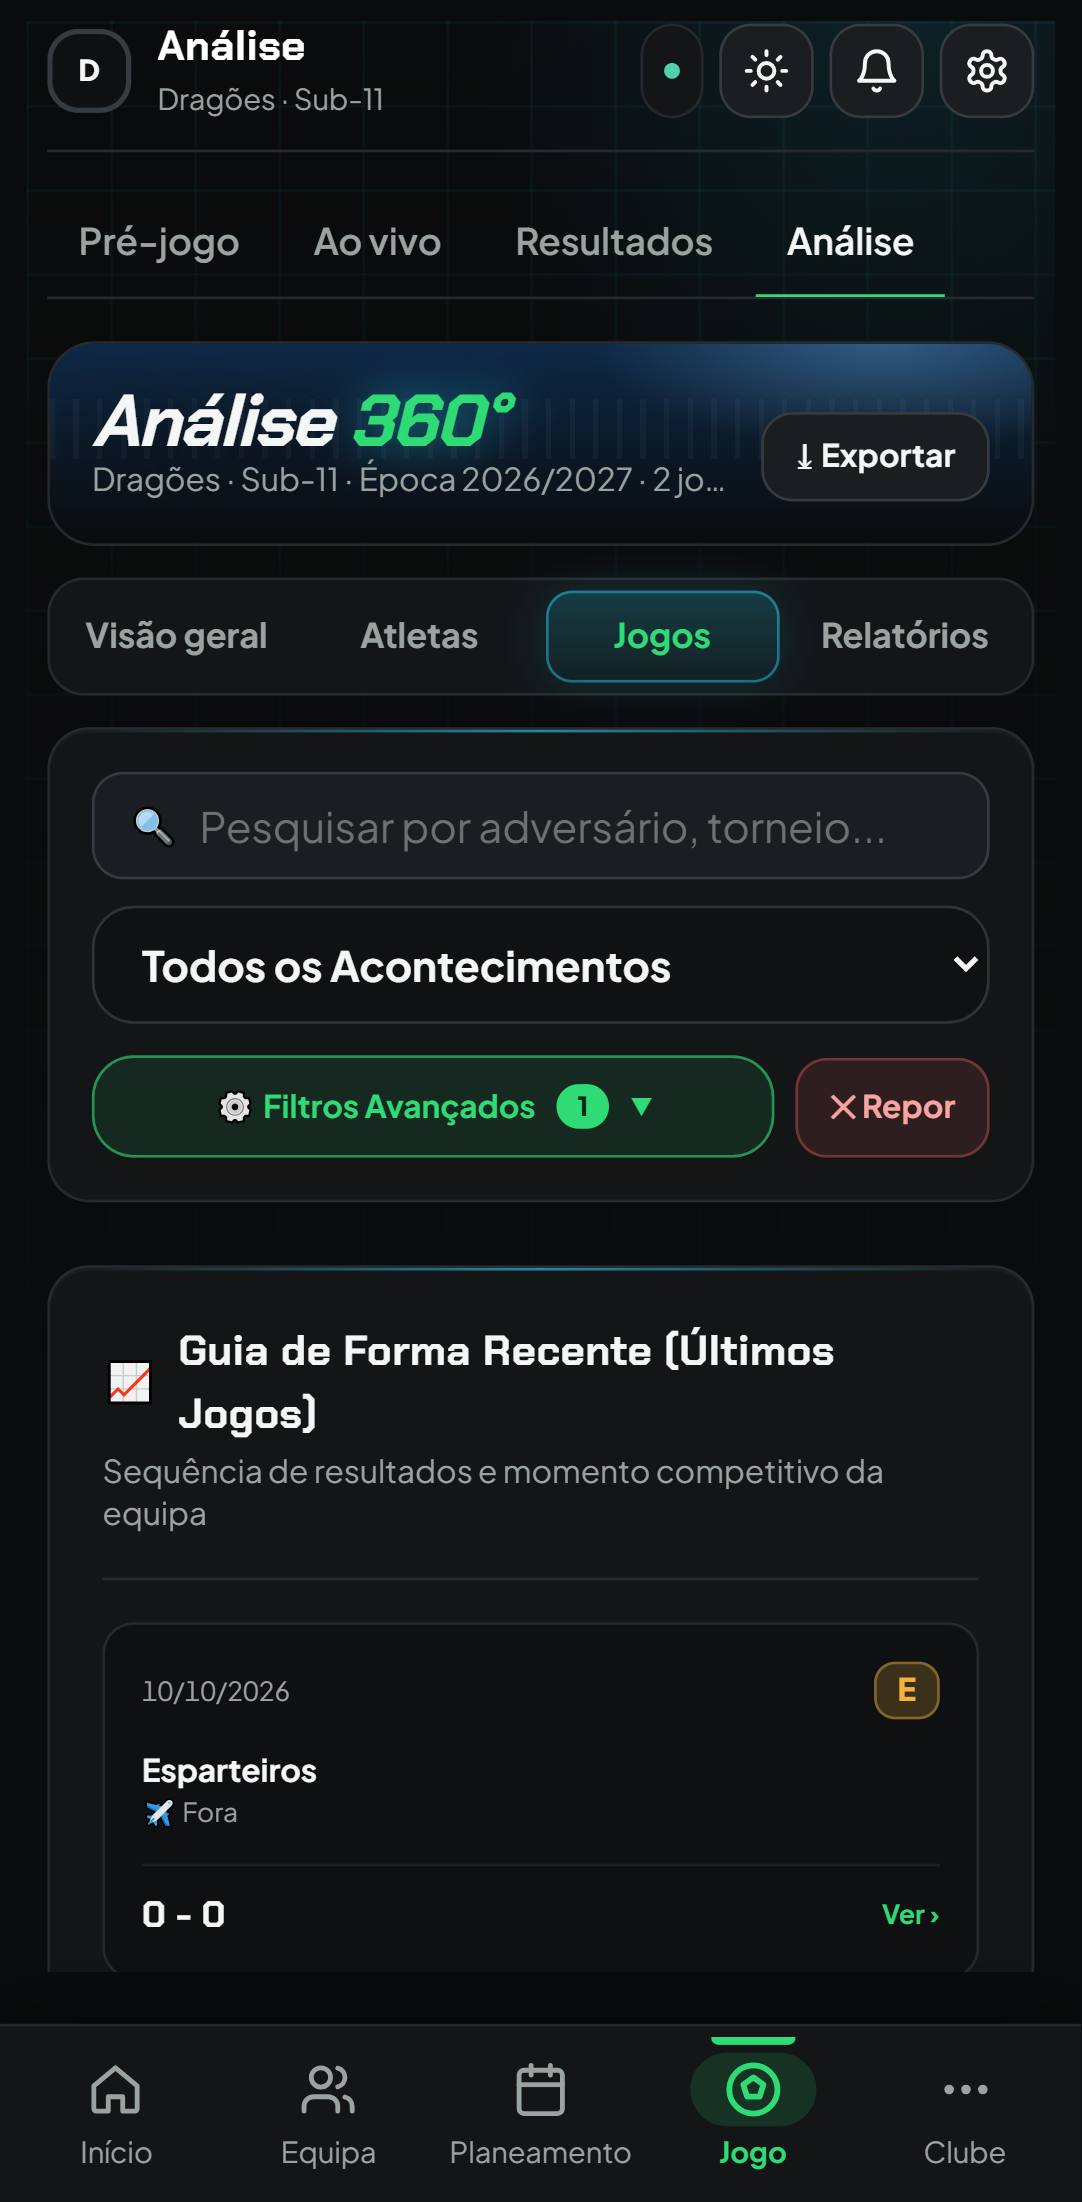 D
Análise
Dragões · Sub-11
Pré-jogo
Ao vivo
Resultados
Análise
Análise 360°
Dragões · Sub-11 · Época 2026/2027 · 2 jo...
↓ Exportar
Visão geral
Atletas
Jogos
Relatórios
Pesquisar por adversário, torneio...
Todos os Acontecimentos
Filtros Avançados 1 ▼
✕ Repor
Guia de Forma Recente (Últimos
Jogos)
Sequência de resultados e momento competitivo da
equipa
10/10/2026
E
Esparteiros
Fora
0 - 0
Ver ›
Início
Equipa
Planeamento
Jogo
Clube